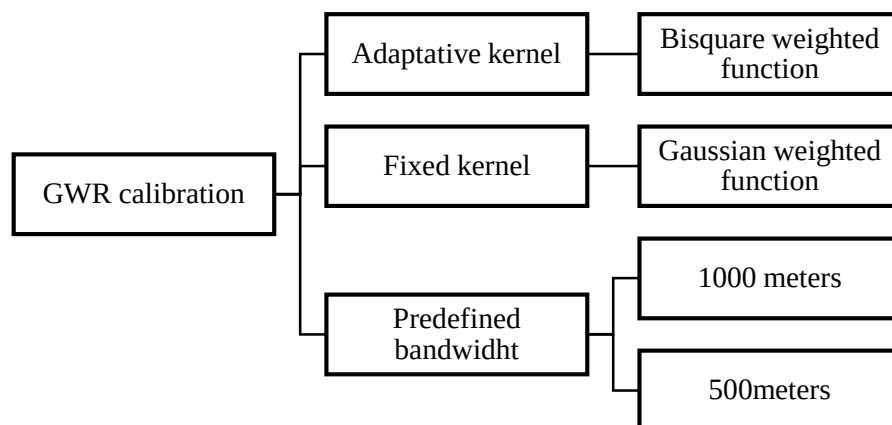 GWR calibration
Adaptative kernel
Bisquare weighted
function
Fixed kernel
Gaussian weighted
function
Predefined
bandwidht
1000 meters
500meters